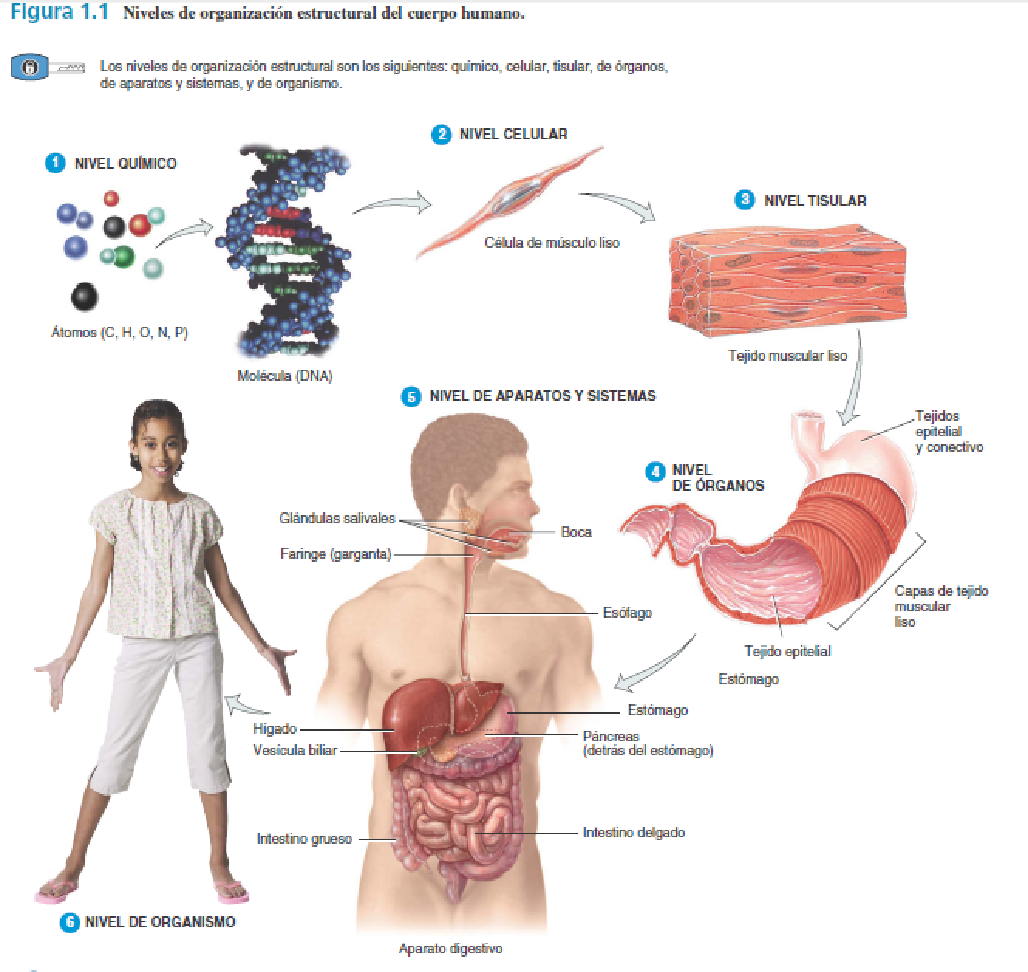 Figura 1.1 Niveles de organización estructural del cuerpo humano.
Los niveles de organización estructural son los siguientes: químico, celular, tisular, de órganos,
de aparatos y sistemas, y de organismo.
1 NIVEL QUÍMICO
Átomos (C, H, O, N, P)
Molécula (DNA)
2 NIVEL CELULAR
Célula de músculo liso
3 NIVEL TISULAR
Tejido muscular liso
4 NIVEL
DE ÓRGANOS
Tejidos
epitelial
y conectivo
Capas de tejido
muscular
liso
Tejido epitelial
Estómago
5 NIVEL DE APARATOS Y SISTEMAS
Glándulas salivales
Boca
Faringe (garganta)
Esófago
Estómago
Hígado
Páncreas
(detrás del estómago)
Vesícula biliar
Intestino grueso
Intestino delgado
Aparato digestivo
6 NIVEL DE ORGANISMO